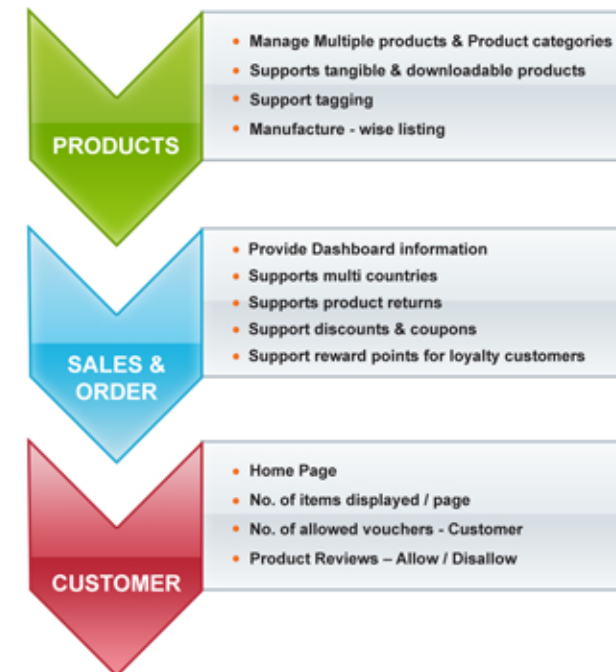 PRODUCTS
• Manage Multiple products & Product categories
• Supports tangible & downloadable products
• Support tagging
• Manufacture - wise listing
SALES &
ORDER
• Provide Dashboard information
• Supports multi countries
• Supports product returns
• Support discounts & coupons
• Support reward points for loyalty customers
CUSTOMER
• Home Page
• No. of items displayed / page
• No. of allowed vouchers - Customer
• Product Reviews – Allow / Disallow